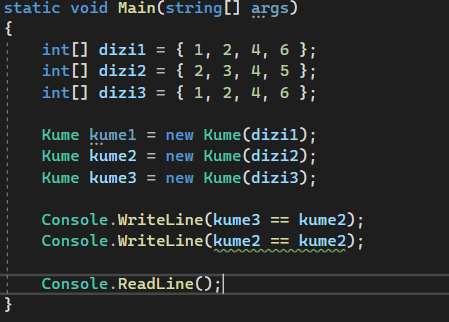 static void Main(string[] args)
{
int[] dizi1 = { 1, 2, 4, 6 };
int[] dizi2 = { 2, 3, 4, 5 };
int[] dizi3 = { 1, 2, 4, 6 };
Kume kume1 = new Kume(dizi1);
Kume kume2 = new Kume(dizi2);
Kume kume3 = new Kume(dizi3);
Console.WriteLine(kume3 == kume2);
Console.WriteLine(kume2 == kume2);
Console.ReadLine();
}